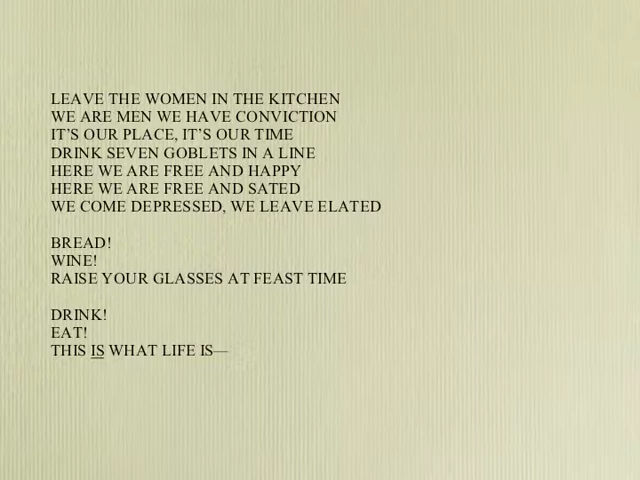 LEAVE THE WOMEN IN THE KITCHEN
WE ARE MEN WE HAVE CONVICTION
IT'S OUR PLACE, IT'S OUR TIME
DRINK SEVEN GOBLETS IN A LINE
HERE WE ARE FREE AND HAPPY
HERE WE ARE FREE AND SATED
WE COME DEPRESSED, WE LEAVE ELATED

BREAD!
WINE!
RAISE YOUR GLASSES AT FEAST TIME

DRINK!
EAT!
THIS IS WHAT LIFE IS—